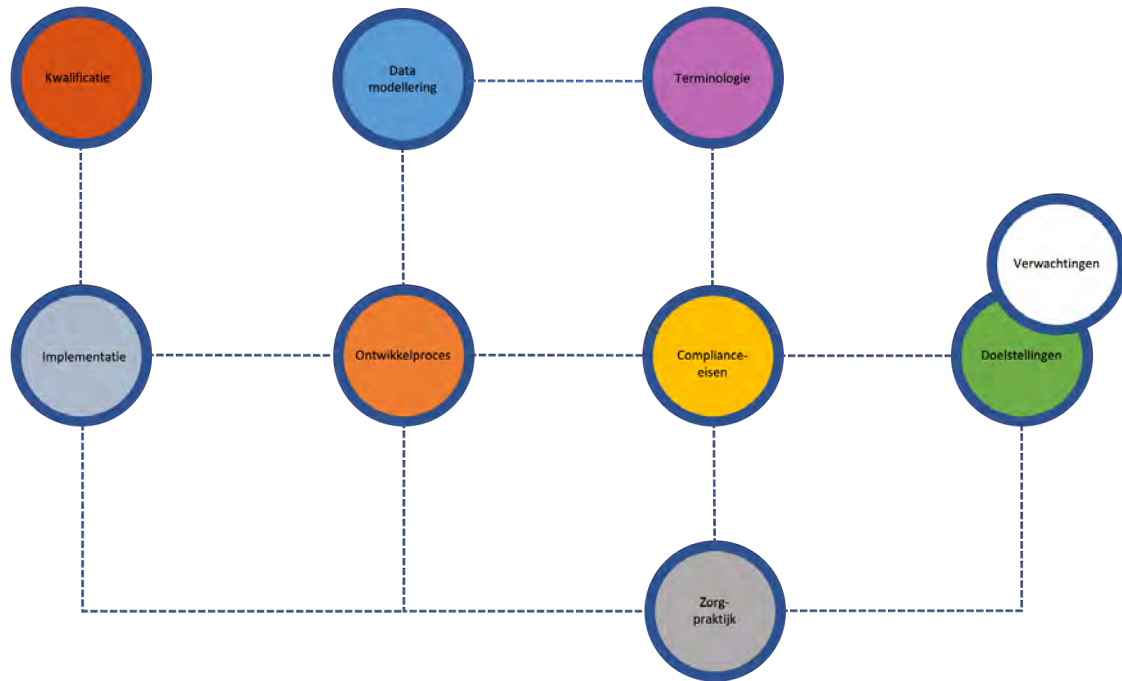 Kwalificatie
Data
modellering
Terminologie
Verwachtingen
Implementatie
Ontwikkelproces
Compliance-
eisen
Doelstellingen
Zorg-
praktijk